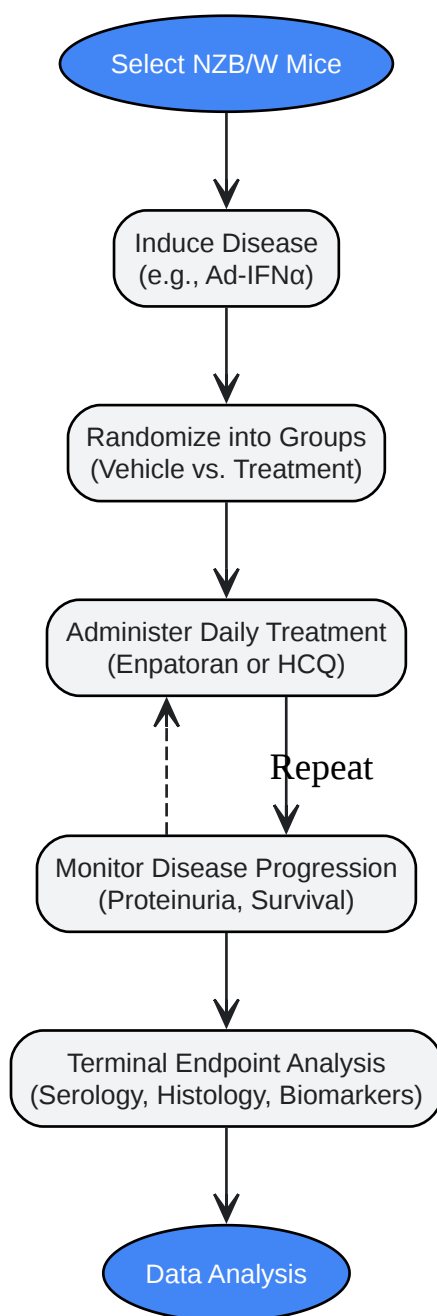 Select NZB/W Mice
Induce Disease
(e.g., Ad-IFNα)
Randomize into Groups
(Vehicle vs. Treatment)
Administer Daily Treatment
(Enpatoran or HCQ)
Repeat
Monitor Disease Progression
(Proteinuria, Survival)
Terminal Endpoint Analysis
(Serology, Histology, Biomarkers)
Data Analysis